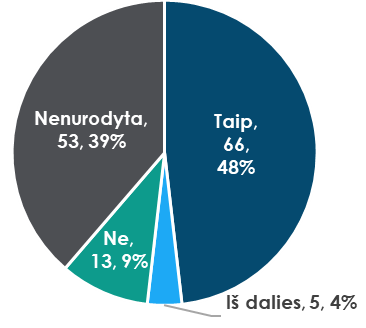 Nenurodyta,
53, 39%
Taip,
66,
48%
Ne,
13, 9%
Iš dalies, 5, 4%